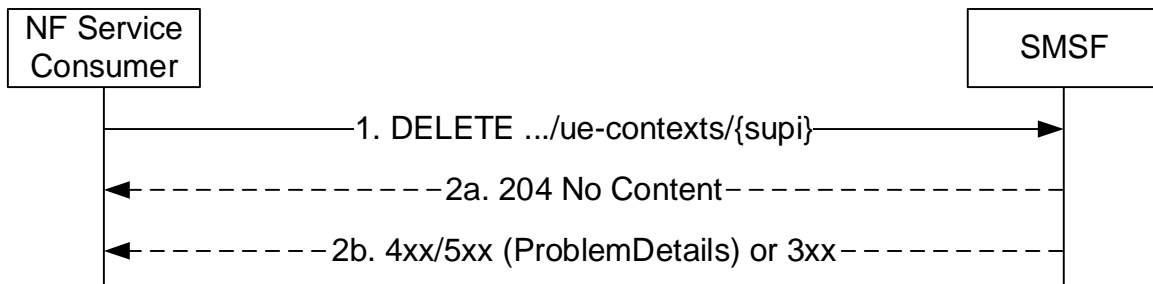 NF Service
Consumer
SMSF
1. DELETE .../ue-contexts/{supi}
2a. 204 No Content
2b. 4xx/5xx (ProblemDetails) or 3xx